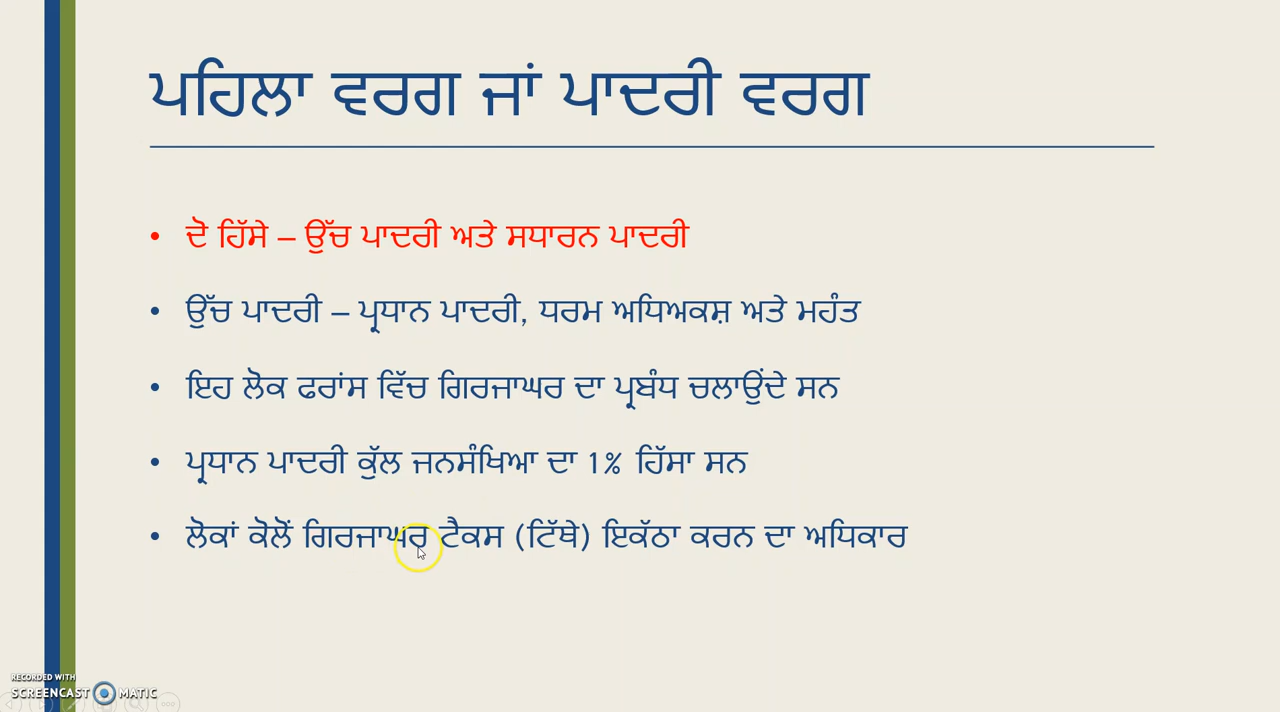 ਪਹਿਲਾ ਵਰਗ ਜਾਂ ਪਾਦਰੀ ਵਰਗ
• ਦੋ ਹਿੱਸੇ – ਉੱਚ ਪਾਦਰੀ ਅਤੇ ਸਧਾਰਨ ਪਾਦਰੀ
• ਉੱਚ ਪਾਦਰੀ – ਪ੍ਰਧਾਨ ਪਾਦਰੀ, ਧਰਮ ਅਧਿਅਕਸ਼ ਅਤੇ ਮਹੰਤ
• ਇਹ ਲੋਕ ਫਰਾਂਸ ਵਿੱਚ ਗਿਰਜਾਘਰ ਦਾ ਪ੍ਰਬੰਧ ਚਲਾਉਂਦੇ ਸਨ
• ਪ੍ਰਧਾਨ ਪਾਦਰੀ ਕੁੱਲ ਜਨਸੰਖਿਆ ਦਾ 1% ਹਿੱਸਾ ਸਨ
• ਲੋਕਾਂ ਕੋਲੋਂ ਗਿਰਜਾਘਰ ਟੈਕਸ (ਟਿੱਥੇ) ਇਕੱਠਾ ਕਰਨ ਦਾ ਅਧਿਕਾਰ
RECORDED WITH
SCREENCAST MATIC